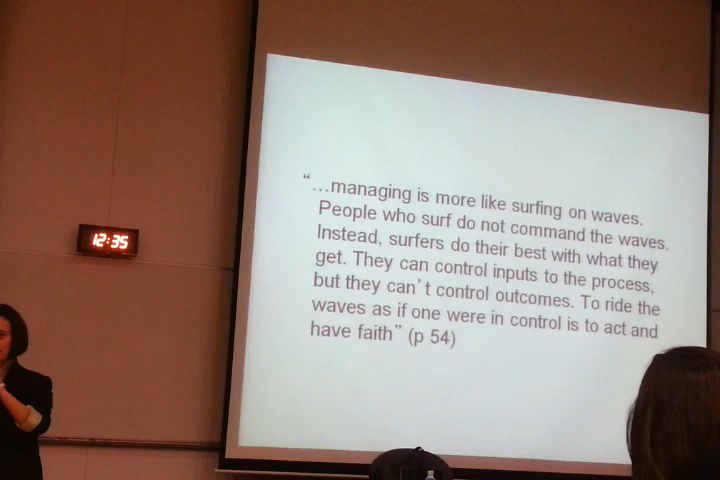 12:35
“...managing is more like surfing on waves.
People who surf do not command the waves.
Instead, surfers do their best with what they
get. They can control inputs to the process,
but they can’t control outcomes. To ride the
waves as if one were in control is to act and
have faith” (p 54)